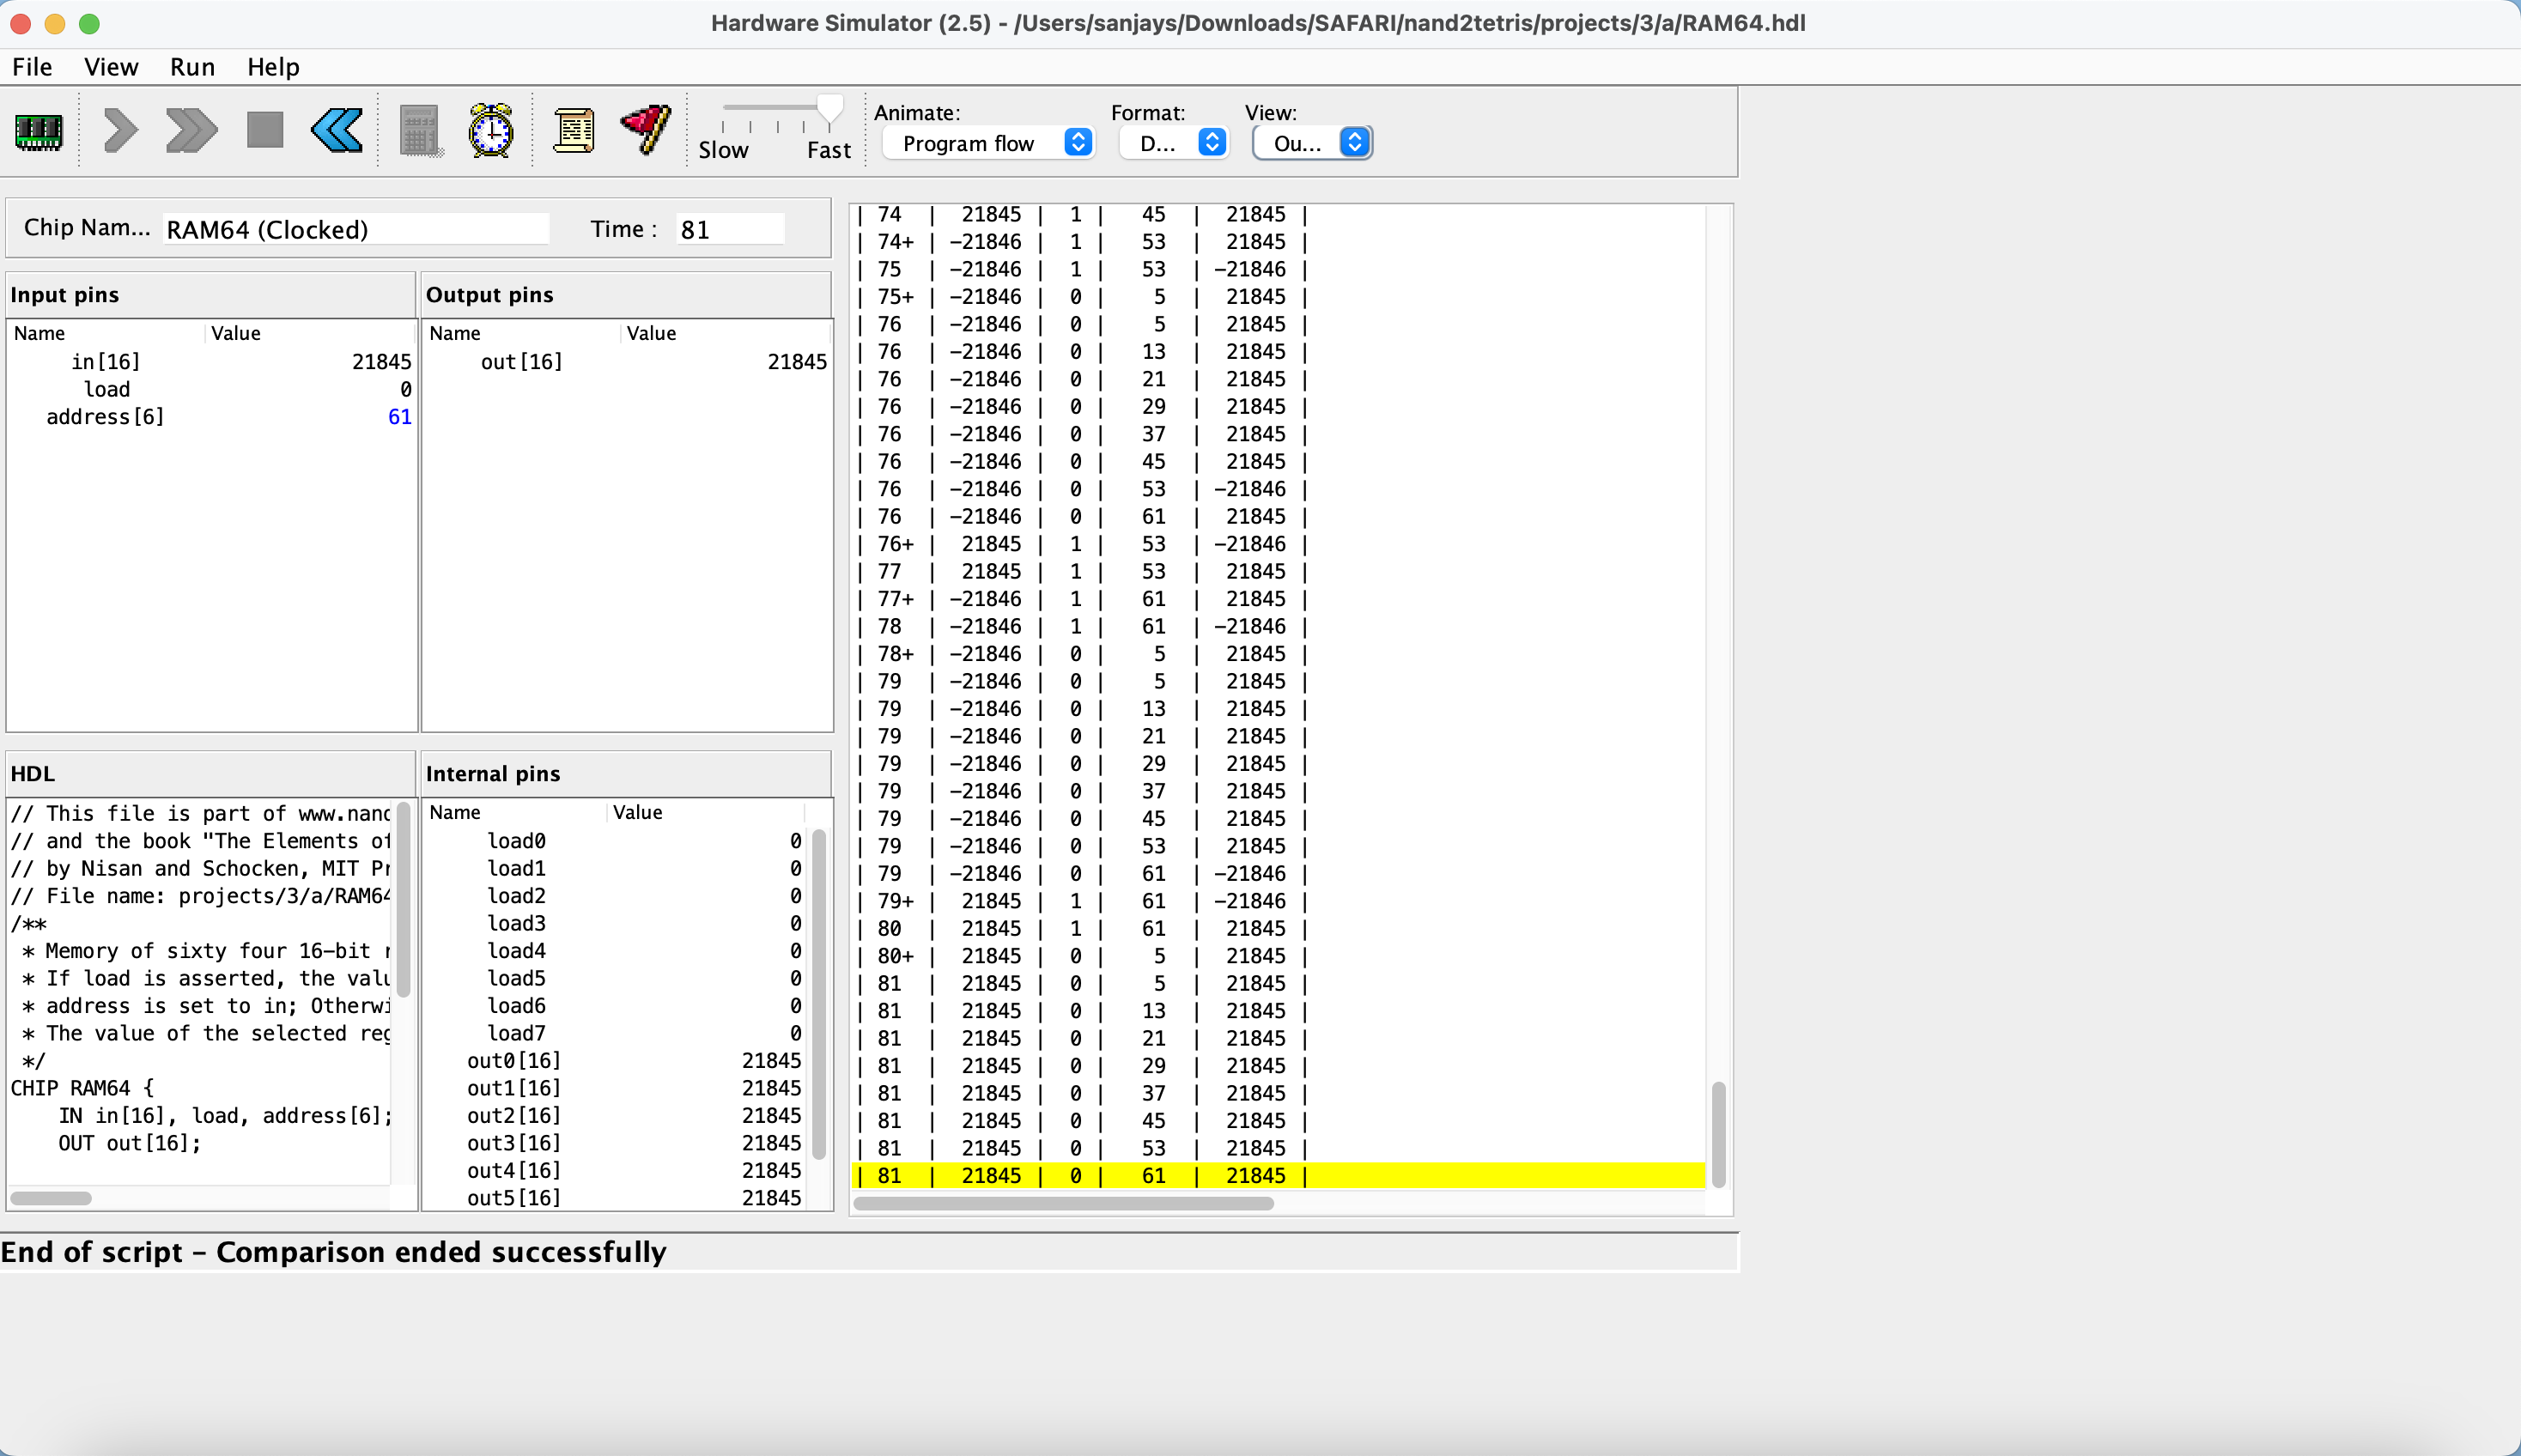 Hardware Simulator (2.5) - /Users/sanjays/Downloads/SAFARI/nand2tetris/projects/3/a/RAM64.hdl
File View Run Help
Animate: Format: View:
Program flow D... Ou...
Slow Fast
Chip Nam... RAM64 (Clocked) Time : 81
Input pins
Name Value
in[16] 21845
load 0
address[6] 61
Output pins
Name Value
out[16] 21845
HDL
// This file is part of www.nand
// and the book "The Elements of
// by Nisan and Schocken, MIT Pr
// File name: projects/3/a/RAM64
/**
* Memory of sixty four 16-bit r
* If load is asserted, the valu
* address is set to in; Otherwi
* The value of the selected reg
*/
CHIP RAM64 {
IN in[16], load, address[6];
OUT out[16];
Internal pins
Name Value
load0 0
load1 0
load2 0
load3 0
load4 0
load5 0
load6 0
load7 0
out0[16] 21845
out1[16] 21845
out2[16] 21845
out3[16] 21845
out4[16] 21845
out5[16] 21845
| 74 | 21845 | 1 | 45 | 21845 |
| 74+ | -21846 | 1 | 53 | 21845 |
| 75 | -21846 | 1 | 53 | -21846 |
| 75+ | -21846 | 0 | 5 | 21845 |
| 76 | -21846 | 0 | 5 | 21845 |
| 76 | -21846 | 0 | 13 | 21845 |
| 76 | -21846 | 0 | 21 | 21845 |
| 76 | -21846 | 0 | 29 | 21845 |
| 76 | -21846 | 0 | 37 | 21845 |
| 76 | -21846 | 0 | 45 | 21845 |
| 76 | -21846 | 0 | 53 | -21846 |
| 76 | -21846 | 0 | 61 | 21845 |
| 76+ | 21845 | 1 | 53 | -21846 |
| 77 | 21845 | 1 | 53 | 21845 |
| 77+ | -21846 | 1 | 61 | 21845 |
| 78 | -21846 | 1 | 61 | -21846 |
| 78+ | -21846 | 0 | 5 | 21845 |
| 79 | -21846 | 0 | 5 | 21845 |
| 79 | -21846 | 0 | 13 | 21845 |
| 79 | -21846 | 0 | 21 | 21845 |
| 79 | -21846 | 0 | 29 | 21845 |
| 79 | -21846 | 0 | 37 | 21845 |
| 79 | -21846 | 0 | 45 | 21845 |
| 79 | -21846 | 0 | 53 | 21845 |
| 79 | -21846 | 0 | 61 | -21846 |
| 79+ | 21845 | 1 | 61 | -21846 |
| 80 | 21845 | 1 | 61 | 21845 |
| 80+ | 21845 | 0 | 5 | 21845 |
| 81 | 21845 | 0 | 5 | 21845 |
| 81 | 21845 | 0 | 13 | 21845 |
| 81 | 21845 | 0 | 21 | 21845 |
| 81 | 21845 | 0 | 29 | 21845 |
| 81 | 21845 | 0 | 37 | 21845 |
| 81 | 21845 | 0 | 45 | 21845 |
| 81 | 21845 | 0 | 53 | 21845 |
| 81 | 21845 | 0 | 61 | 21845 |
End of script - Comparison ended successfully